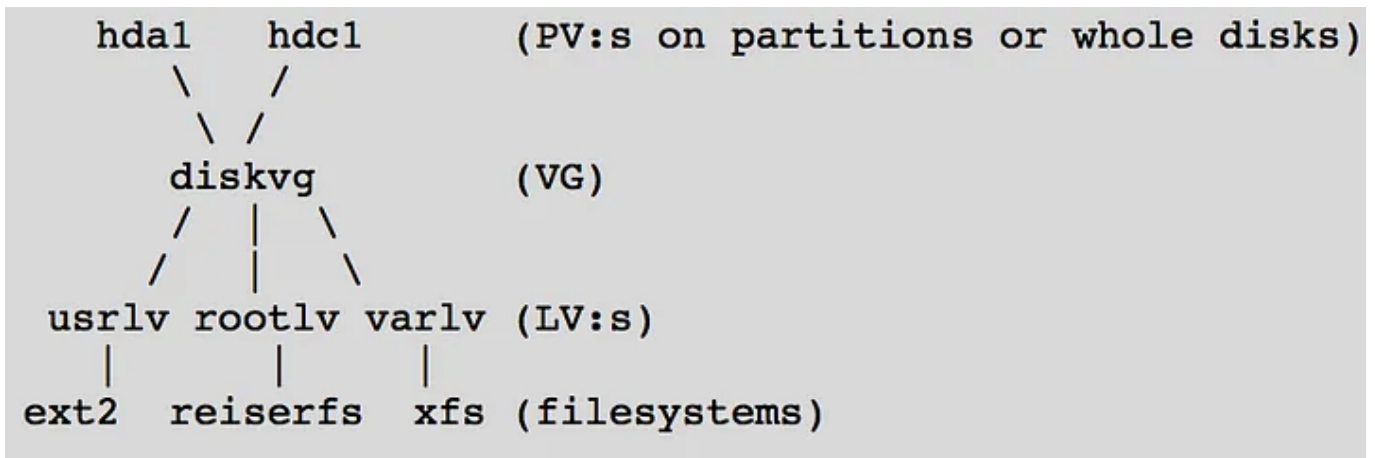 hda1 hdc1 (PV:s on partitions or whole disks)
\ /
\ /
diskvg (VG)
/ | \
/ | \
usrlv rootlv varlv (LV:s)
| | |
ext2 reiserfs xfs (filesystems)